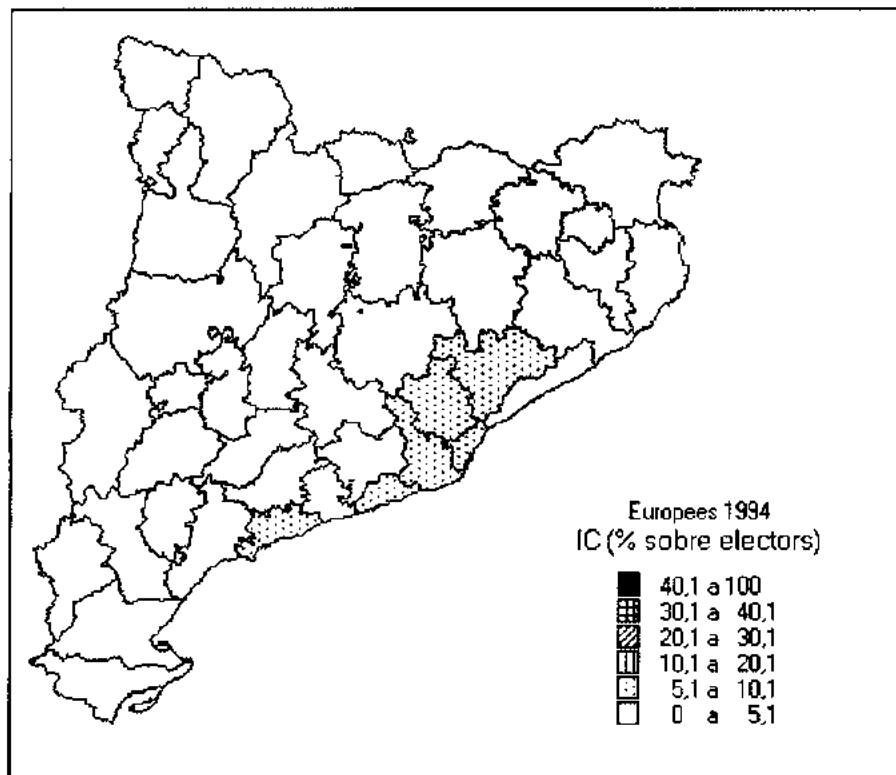 Europees 1994
IC (% sobre electors)
40,1 a 100
30,1 a 40,1
20,1 a 30,1
10,1 a 20,1
5,1 a 10,1
0 a 5,1